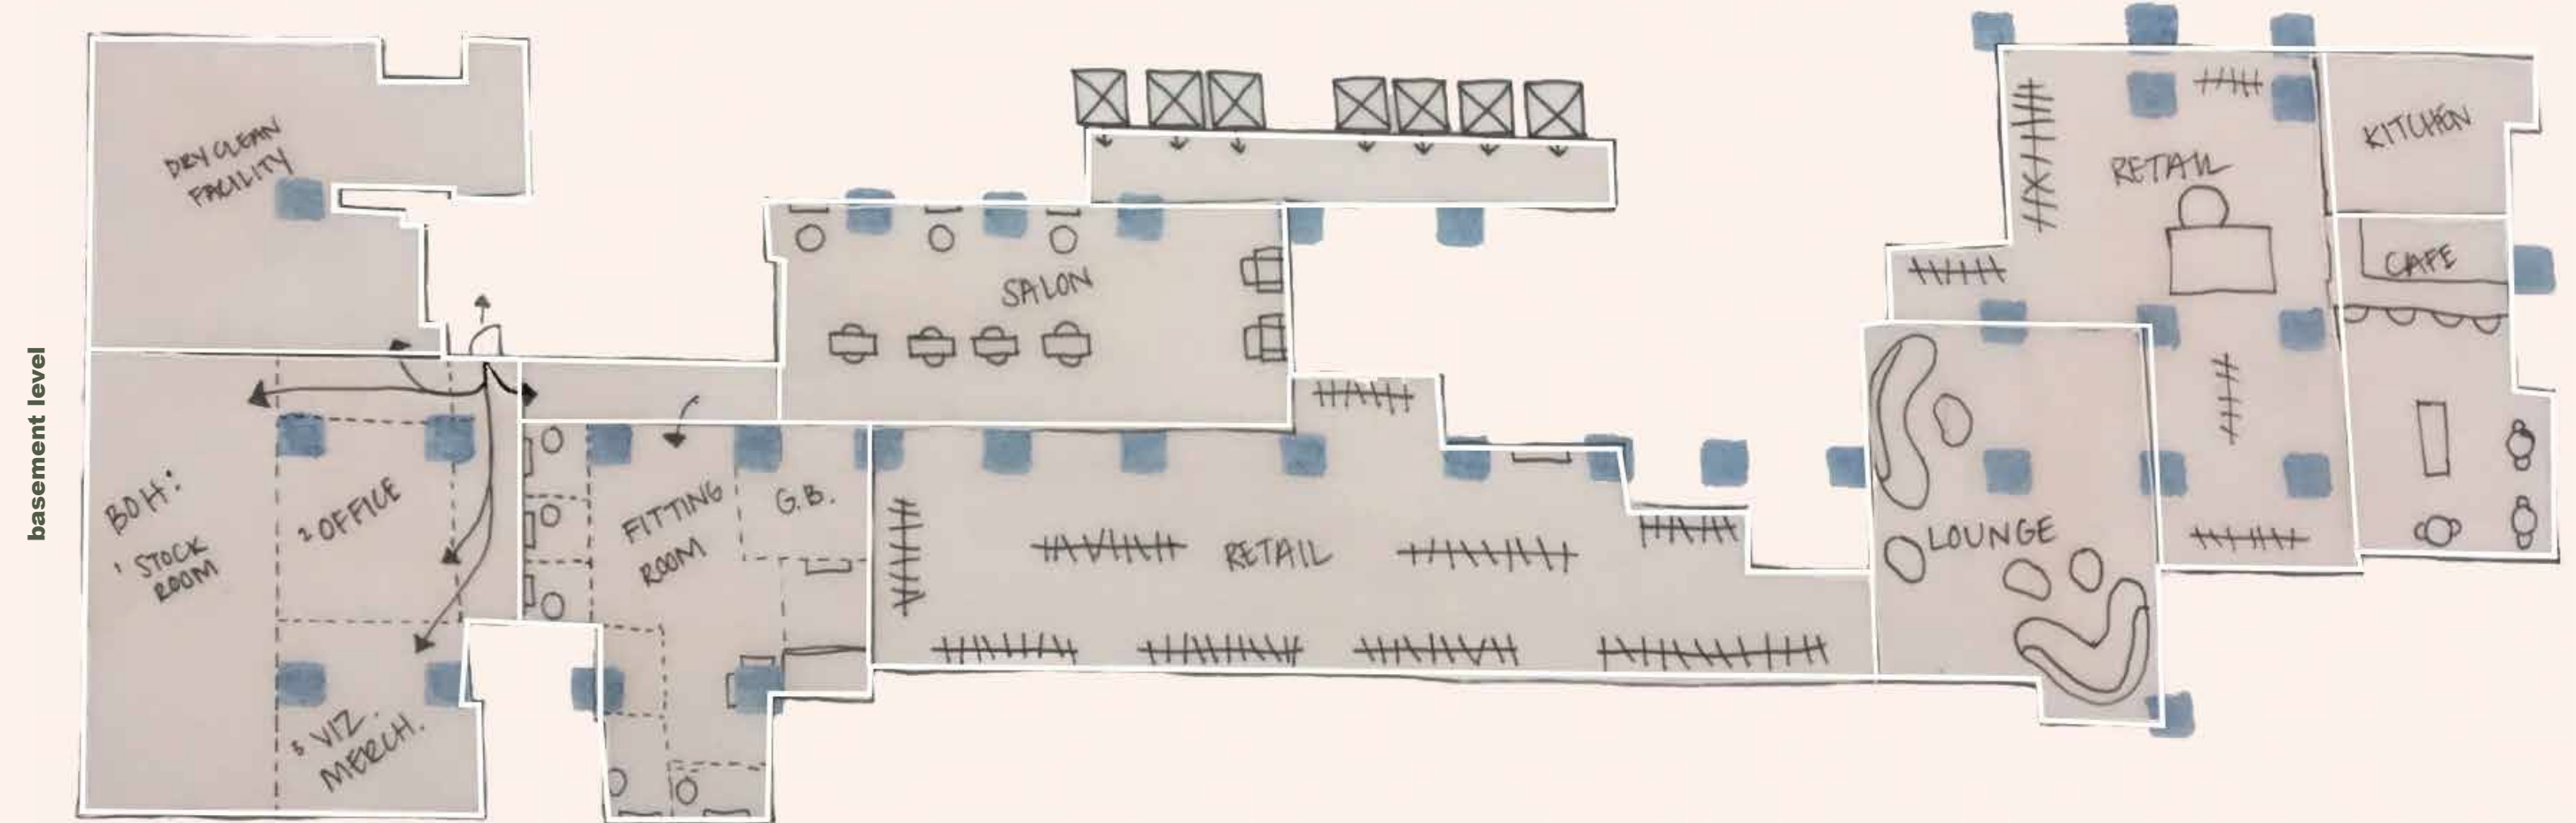 basement level
DRY CLEAN
FACILITY
BOH:
1 STOCK
ROOM
2 OFFICE
3 VIZ.
MERCH.
FITTING
ROOM
G.B.
SALON
RETAIL
LOUNGE
RETAIL
KITCHEN
CAFE